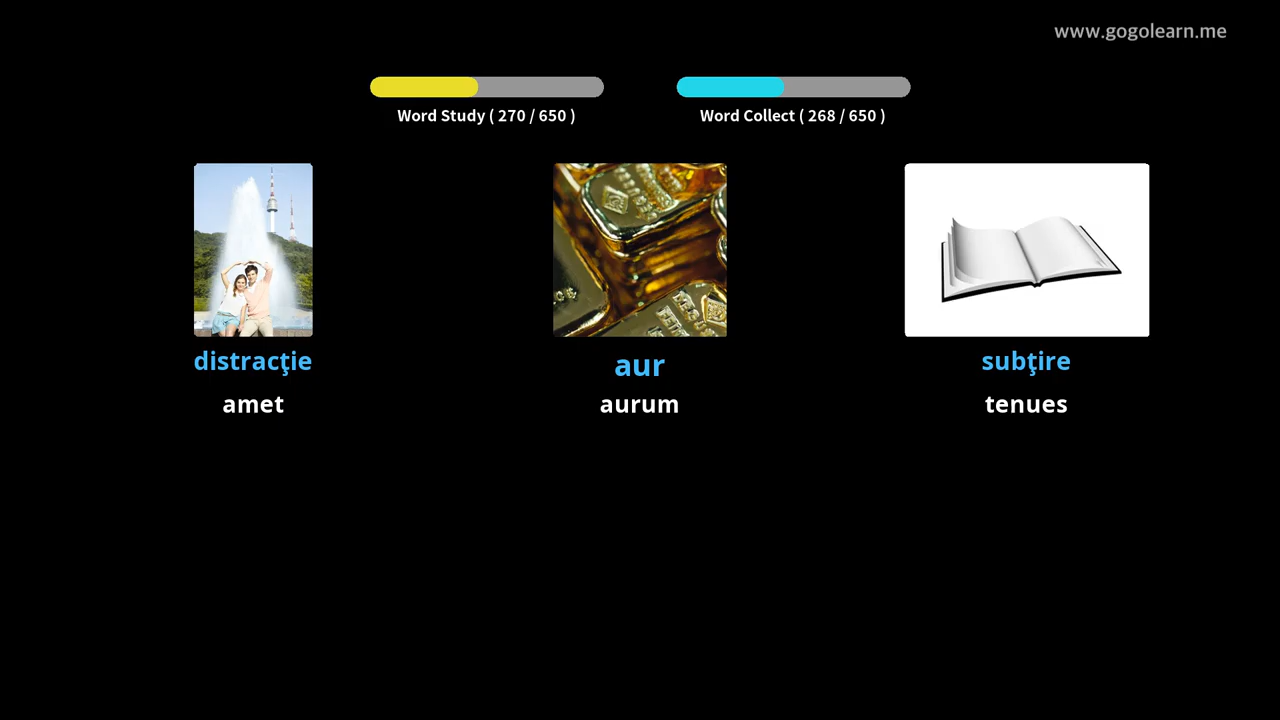 www.gogolearn.me
Word Study ( 270 / 650 )
Word Collect ( 268 / 650 )
distracţie
aur
subţire
amet
aurum
tenues